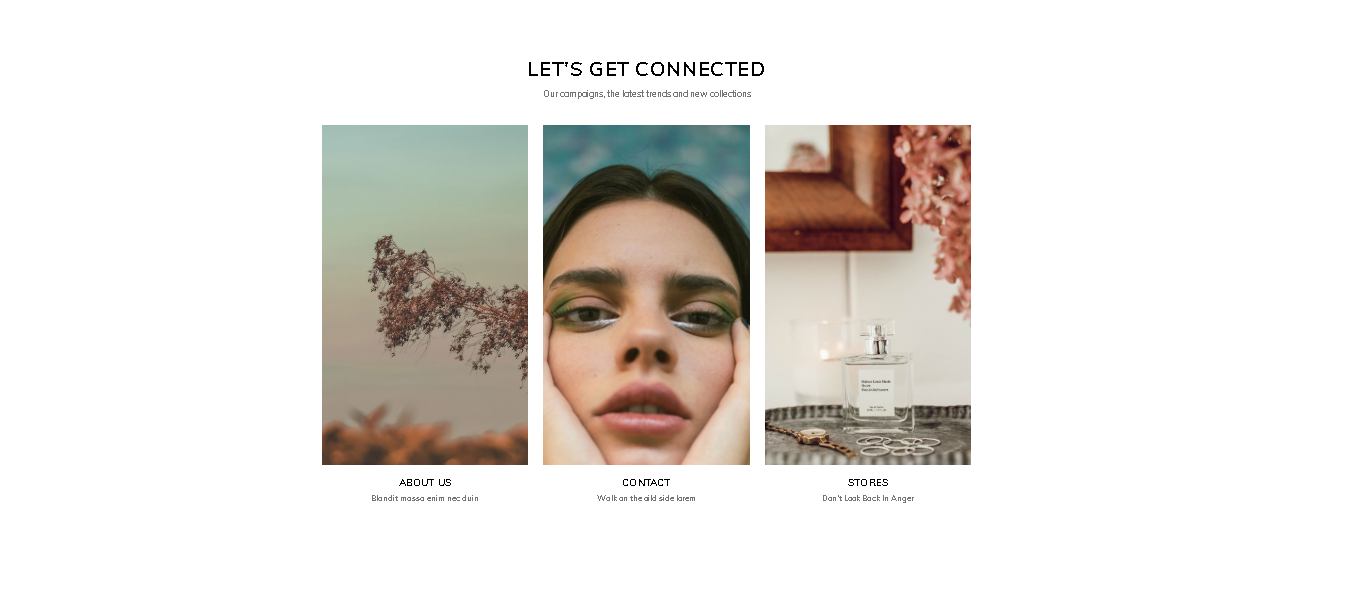 LET'S GET CONNECTED
Our campaigns, the latest trends and new collections
ABOUT US
Blandit massa enim nec duin
CONTACT
Walk on the oild side lorem
STORES
Don't Look Back In Anger